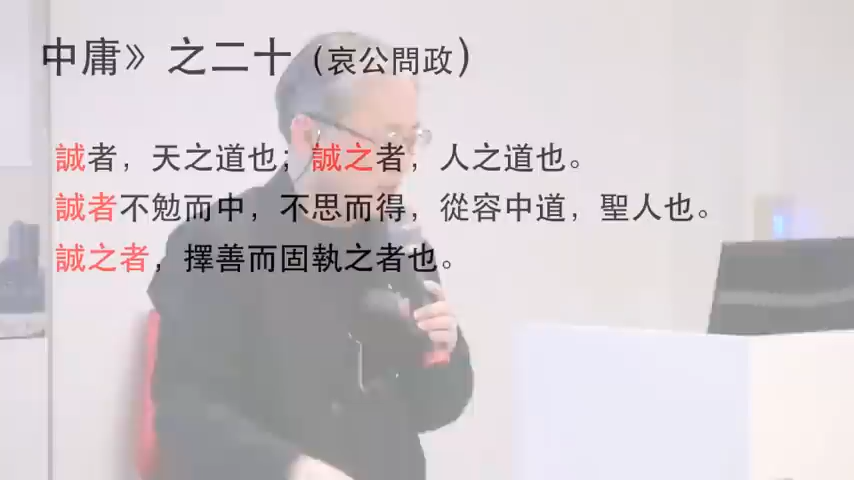 中庸》之二十（哀公問政）
誠者，天之道也；誠之者，人之道也。
誠者不勉而中，不思而得，從容中道，聖人也。
誠之者，擇善而固執之者也。